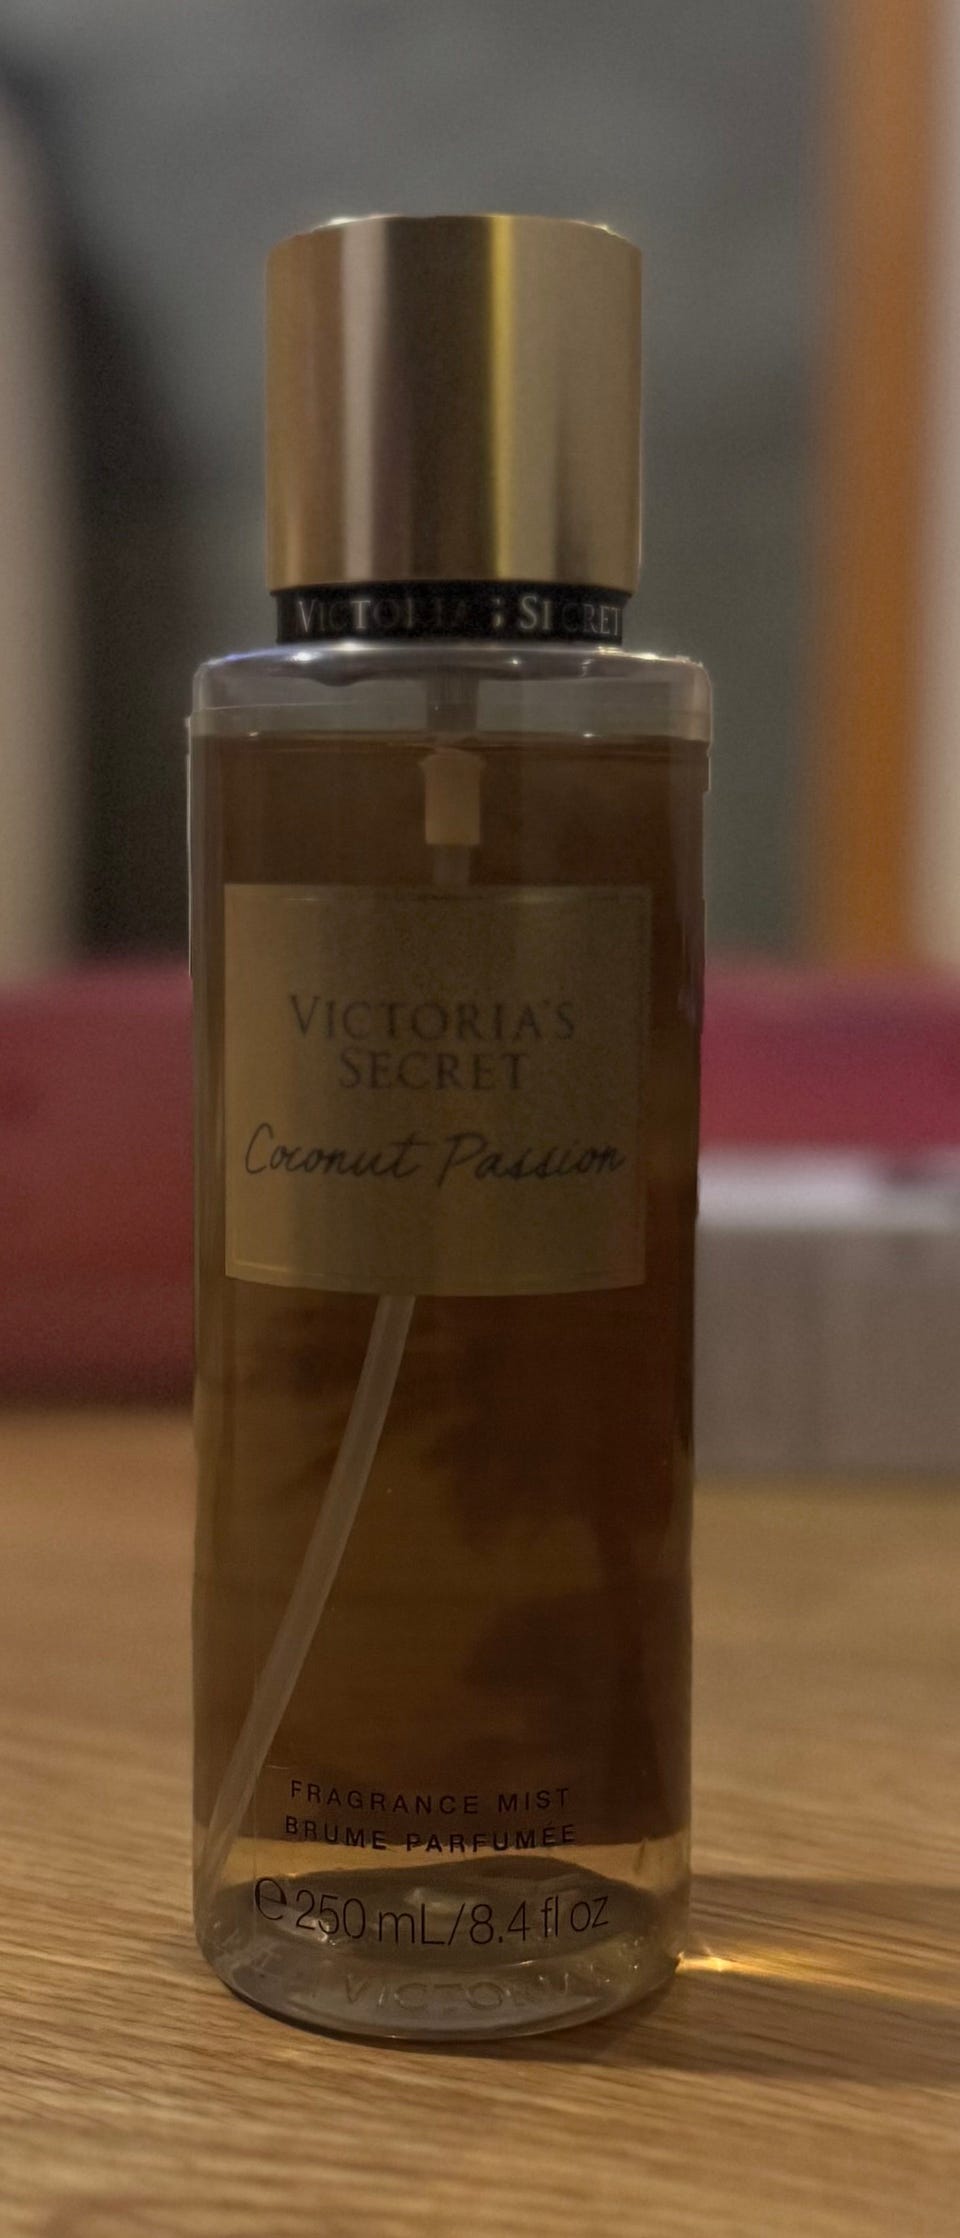 VICTORIA'S SECRET
VICTORIA'S
SECRET
Coconut Passion
FRAGRANCE MIST
BRUME PARFUMÉE
℮ 250 mL/8.4 fl oz